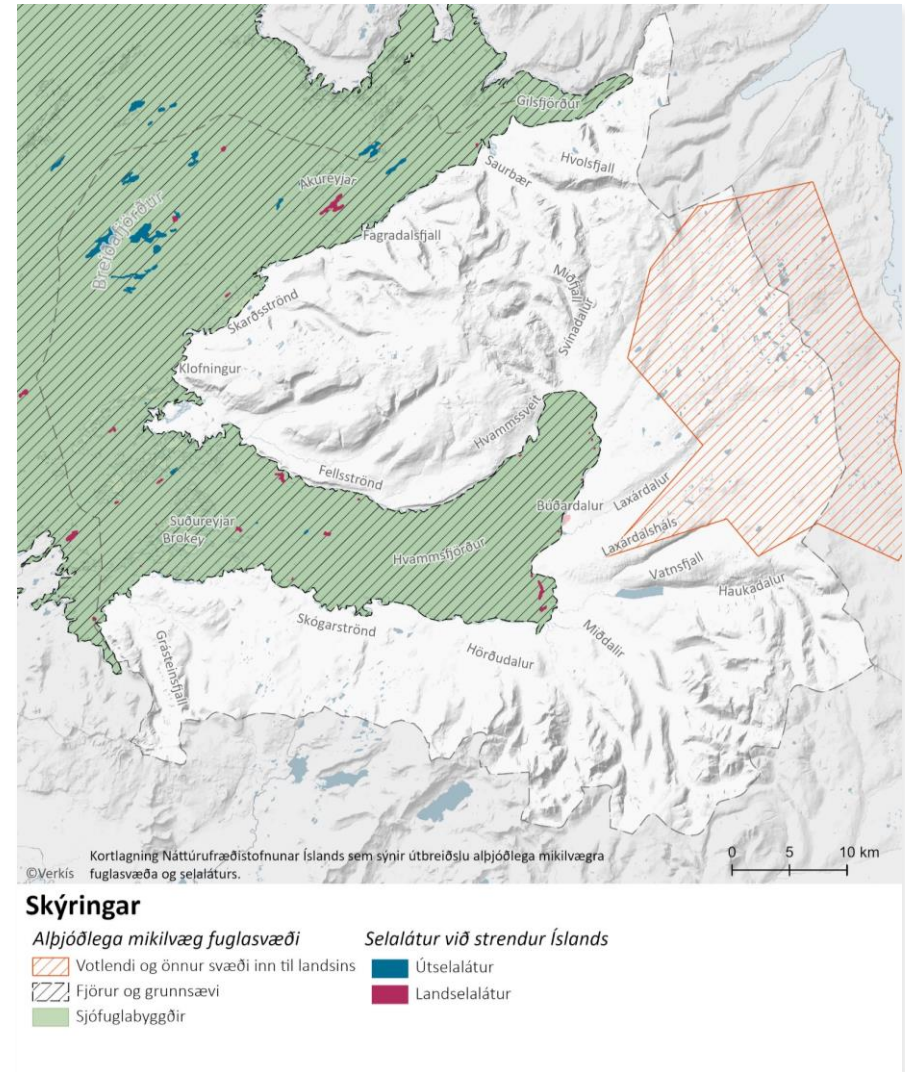 Gilsfjörður
Hvolsfjall
Saurbær
Akureyjar
Breiðafjörður
Fagradalsfjall
Miðfjall
Svínadalur
Skarðsströnd
Klofningur
Hvammssveit
Fellsströnd
Búðardalur
Laxárdalur
Suðureyjar
Brokey
Hvammsfjörður
Laxárdalsháls
Vatnsfjall
Haukadalur
Skógarströnd
Miðdalir
Hörðudalur
Grásteinsfjall
0 5 10 km
Kortlagning Náttúrufræðistofnunar Íslands sem sýnir útbreiðslu alþjóðlega mikilvægra
©Verkís fuglasvæða og selaláturs.
Skýringar
Alþjóðlega mikilvæg fuglasvæði
Votlendi og önnur svæði inn til landsins
Fjörur og grunnsævi
Sjófuglabyggðir
Selalátur við strendur Íslands
Útselalátur
Landselalátur